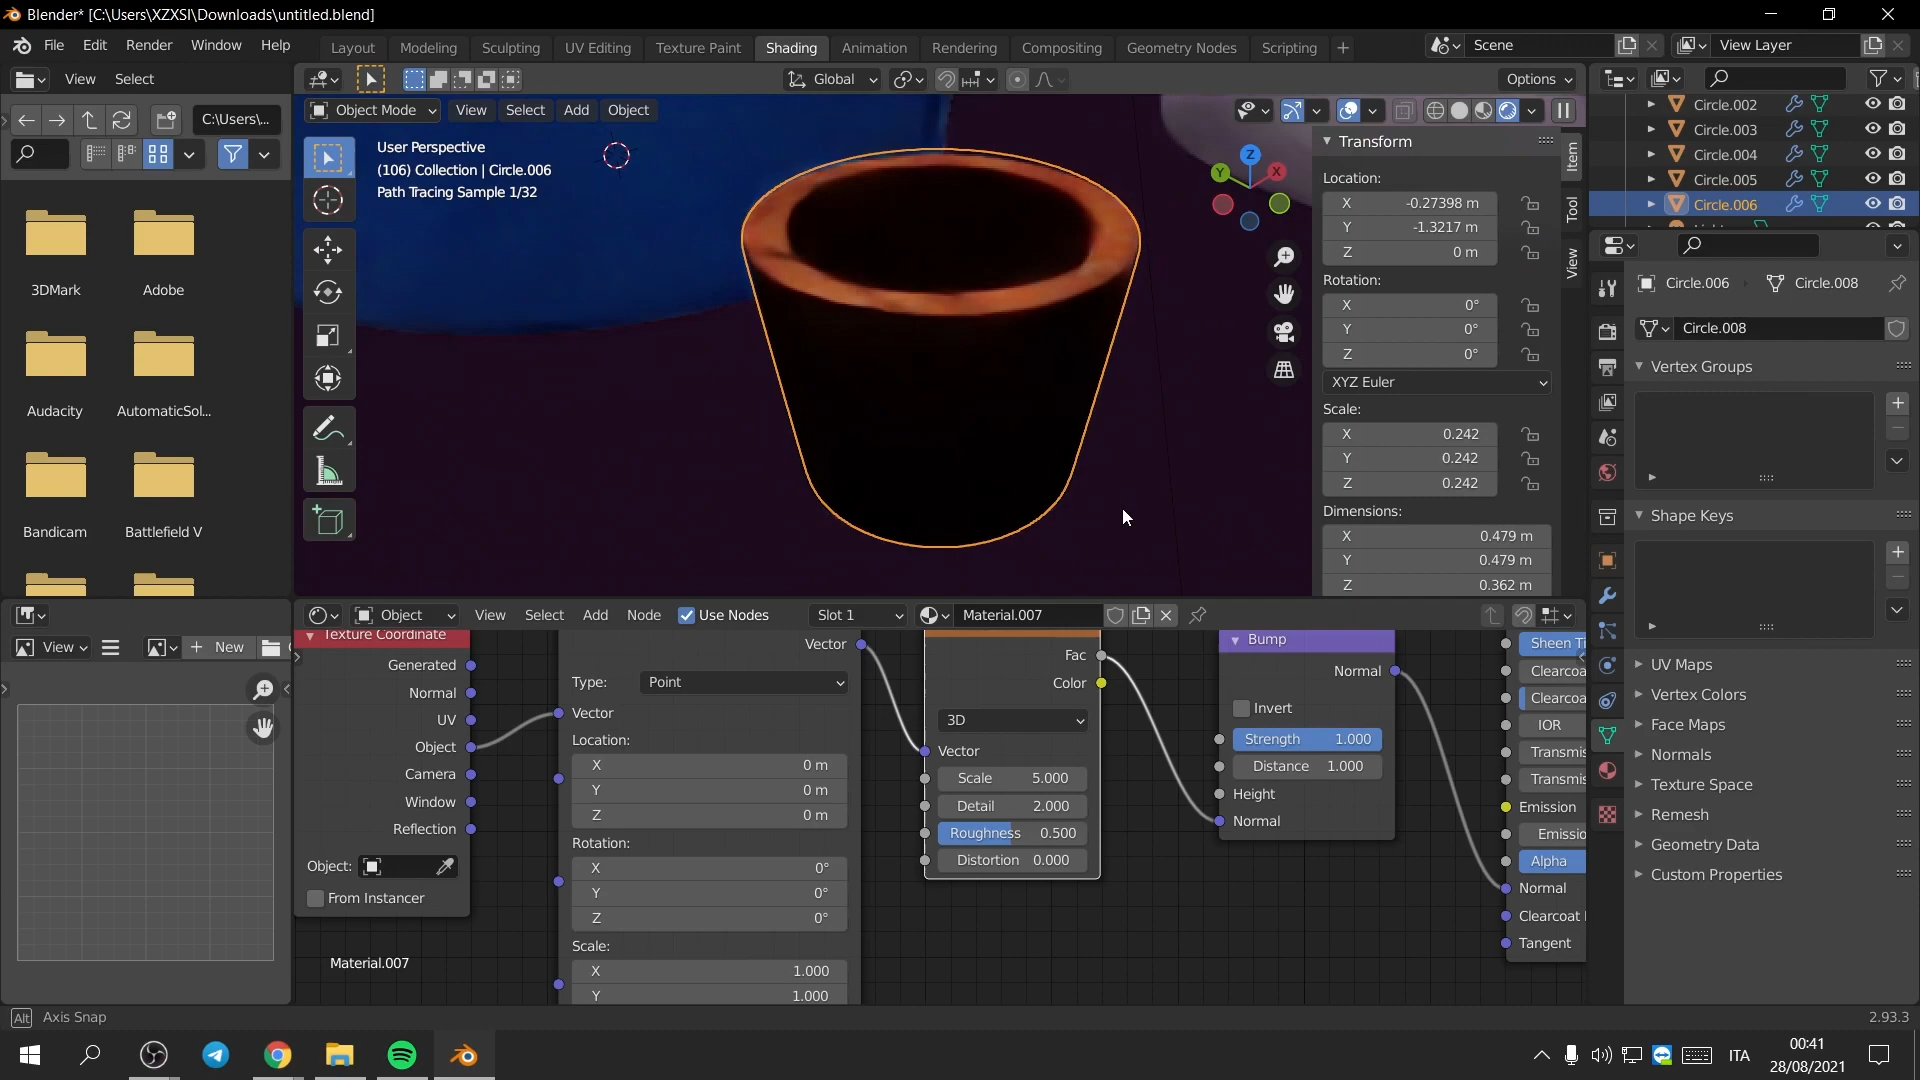 Blender* [C:\Users\XZXSI\Downloads\untitled.blend]
File Edit Render Window Help Layout Modeling Sculpting UV Editing Texture Paint Shading Animation Rendering Compositing Geometry Nodes Scripting + Scene View Layer
View Select Global Options
Object Mode View Select Add Object
C:\Users\...
User Perspective
(106) Collection | Circle.006
Path Tracing Sample 1/32
Z
Y
X
3DMark Adobe
Audacity AutomaticSol...
Bandicam Battlefield V
Transform
Location:
X -0.27398 m
Y -1.3217 m
Z 0 m
Rotation:
X 0°
Y 0°
Z 0°
XYZ Euler
Scale:
X 0.242
Y 0.242
Z 0.242
Dimensions:
X 0.479 m
Y 0.479 m
Z 0.362 m
Item
Tool
View
Circle.002
Circle.003
Circle.004
Circle.005
Circle.006
Circle.006 Circle.008
Circle.008
Vertex Groups
Shape Keys
UV Maps
Vertex Colors
Face Maps
Normals
Texture Space
Remesh
Geometry Data
Custom Properties
View + New
Object View Select Add Node Use Nodes Slot 1 Material.007
Texture Coordinate
Generated
Normal
UV
Object
Camera
Window
Reflection
Object:
From Instancer
Material.007
Vector
Type: Point
Vector
Location:
X 0 m
Y 0 m
Z 0 m
Rotation:
X 0°
Y 0°
Z 0°
Scale:
X 1.000
Y 1.000
Fac
Color
3D
Vector
Scale 5.000
Detail 2.000
Roughness 0.500
Distortion 0.000
Bump
Normal
Invert
Strength 1.000
Distance 1.000
Height
Normal
Sheen Ti
Clearcoa
Clearcoa
IOR
Transmis
Transmis
Emission
Emissio
Alpha
Normal
Clearcoat
Tangent
Alt Axis Snap 2.93.3
ITA
00:41
28/08/2021